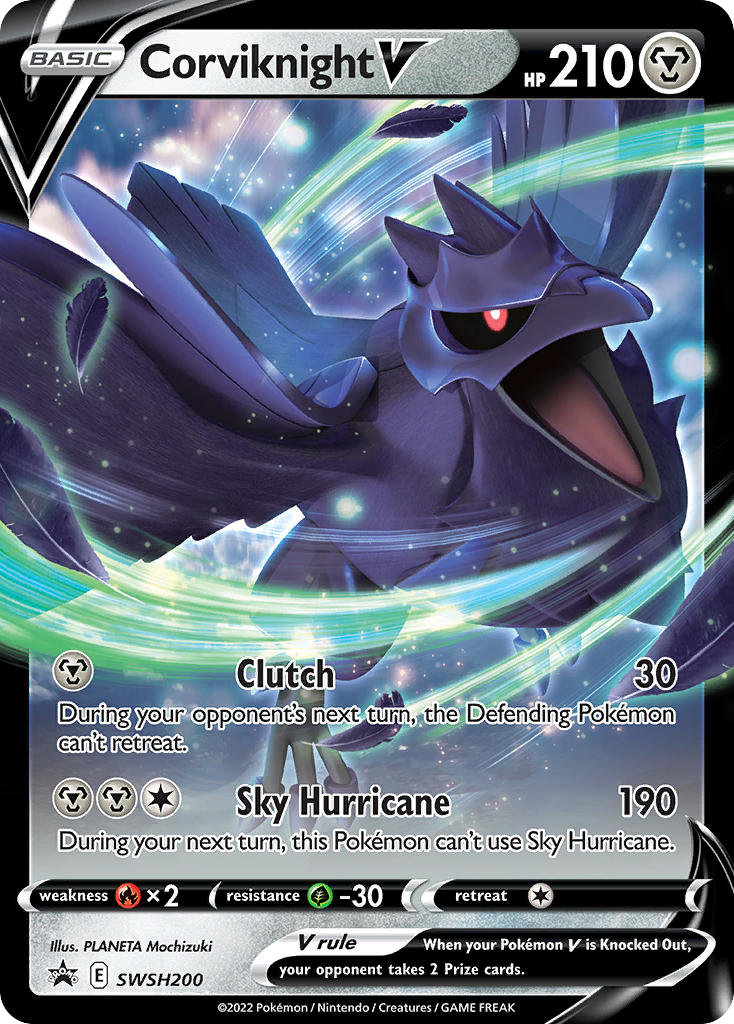 BASIC
Corviknight V
HP 210
Clutch 30
During your opponent's next turn, the Defending Pokémon
can't retreat.
Sky Hurricane 190
During your next turn, this Pokémon can't use Sky Hurricane.
weakness ×2 resistance -30 retreat
Illus. PLANETA Mochizuki
V rule When your Pokémon V is Knocked Out,
your opponent takes 2 Prize cards.
PROMO E SWSH200
©2022 Pokémon / Nintendo / Creatures / GAME FREAK